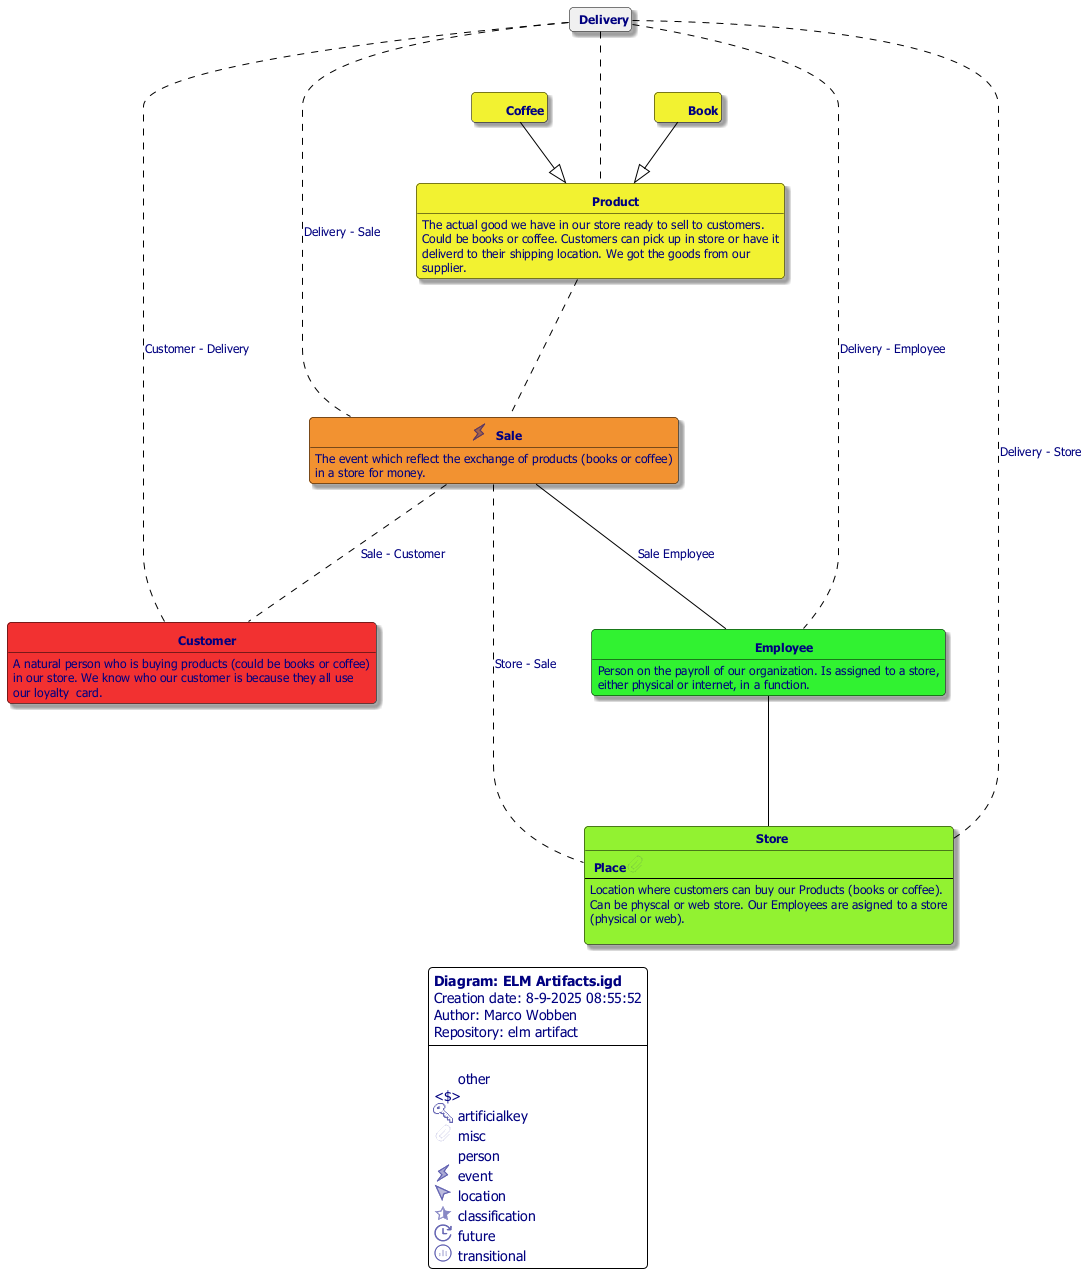 Delivery
Coffee
Book
Product
The actual good we have in our store ready to sell to customers.
Could be books or coffee. Customers can pick up in store or have it
deliverd to their shipping location. We got the goods from our
supplier.
Delivery - Sale
Customer - Delivery
Delivery - Employee
Sale
The event which reflect the exchange of products (books or coffee)
in a store for money.
Delivery - Store
Sale - Customer
Sale Employee
Customer
A natural person who is buying products (could be books or coffee)
in our store. We know who our customer is because they all use
our loyalty  card.
Store - Sale
Employee
Person on the payroll of our organization. Is assigned to a store,
either physical or internet, in a function.
Store
Place
Location where customers can buy our Products (books or coffee).
Can be physcal or web store. Our Employees are asigned to a store
(physical or web).
Diagram: ELM Artifacts.igd
Creation date: 8-9-2025 08:55:52
Author: Marco Wobben
Repository: elm artifact
other
<$>
artificialkey
misc
person
event
location
classification
future
transitional